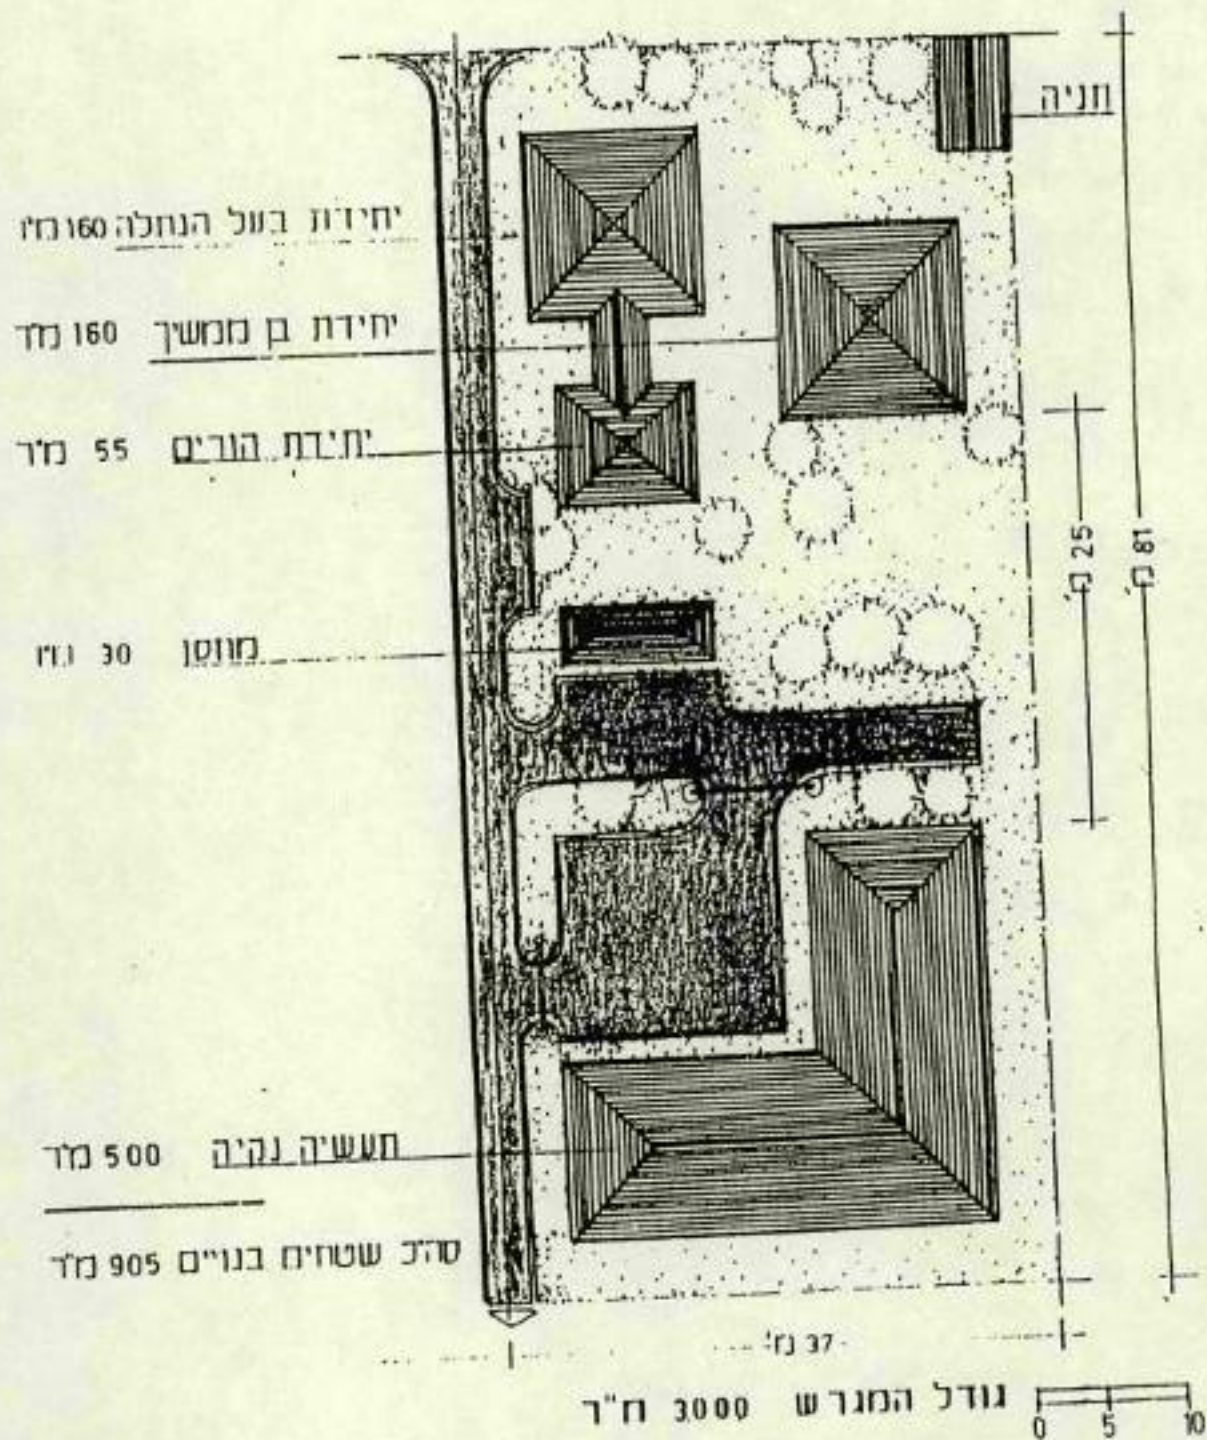 חניה
יחידת בעל הנחלה 160 מ"ר
יחידת בן ממשיך 160 מ"ר
יחידת הורים 55 מ"ר
25 מ'
81 מ'
מחסן 30 מ"ר
תעשיה נקיה 500 מ"ר
סה"כ שטחים בנויים 905 מ"ר
37 מ'
גודל המגרש 3000 מ"ר
0 5 10